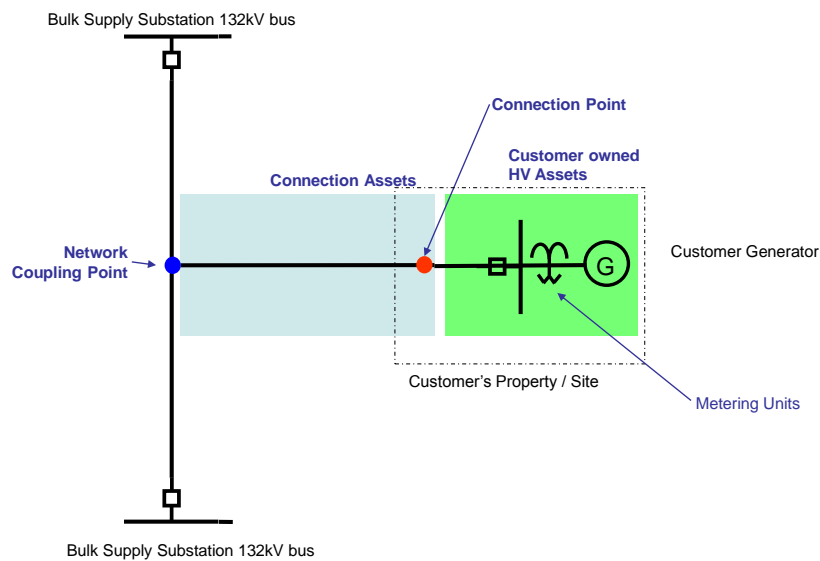 Bulk Supply Substation 132kV bus
Connection Point
Customer owned
HV Assets
Connection Assets
Network
Coupling Point
Customer Generator
G
Customer's Property / Site
Metering Units
Bulk Supply Substation 132kV bus